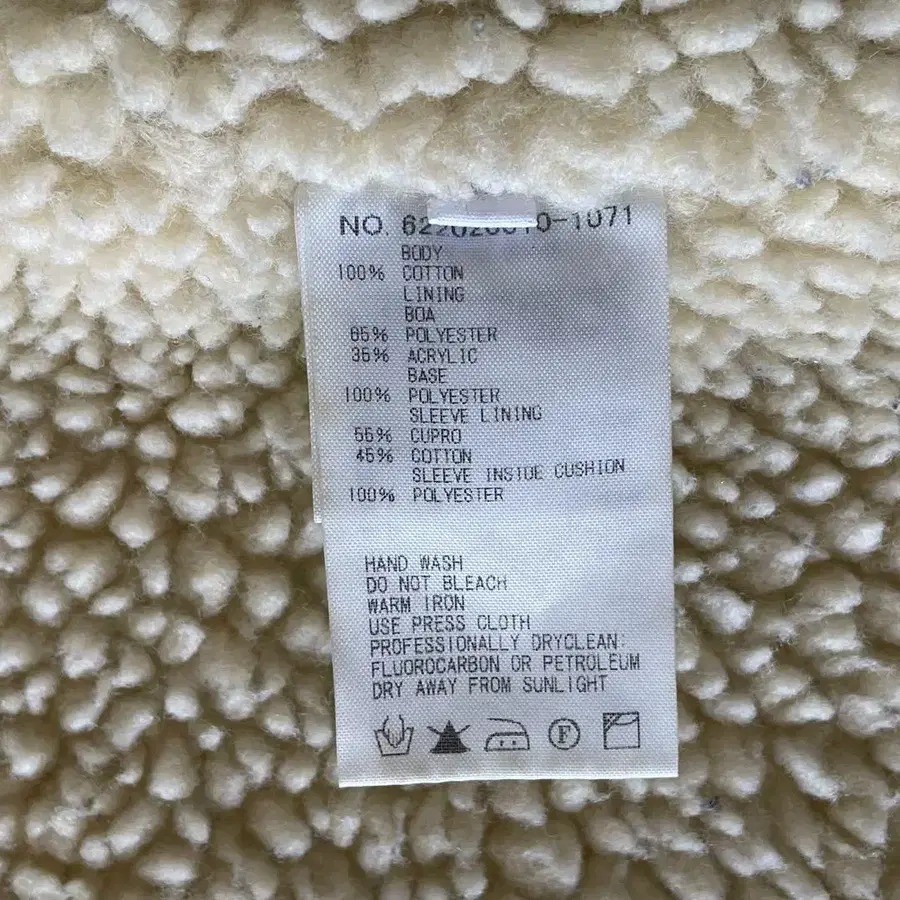 NO. 622020010-1071
BODY
100% COTTON
LINING
BOA
65% POLYESTER
35% ACRYLIC
BASE
100% POLYESTER
SLEEVE LINING
55% CUPRO
45% COTTON
SLEEVE INSIDE CUSHION
100% POLYESTER
HAND WASH
DO NOT BLEACH
WARM IRON
USE PRESS CLOTH
PROFESSIONALLY DRYCLEAN:
FLUOROCARBON OR PETROLEUM
DRY AWAY FROM SUNLIGHT
F